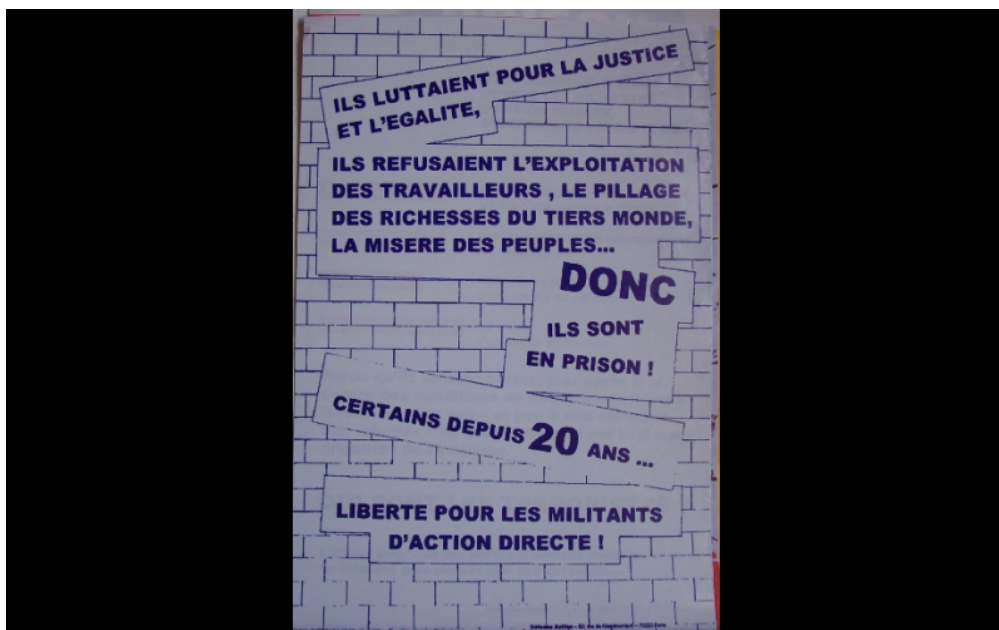 ILS LUTTAIENT POUR LA JUSTICE
ET L'EGALITE,
ILS REFUSAIENT L'EXPLOITATION
DES TRAVAILLEURS , LE PILLAGE
DES RICHESSES DU TIERS MONDE,
LA MISERE DES PEUPLES...
DONC
ILS SONT
EN PRISON !
CERTAINS DEPUIS 20 ANS ...
LIBERTE POUR LES MILITANTS
D'ACTION DIRECTE !